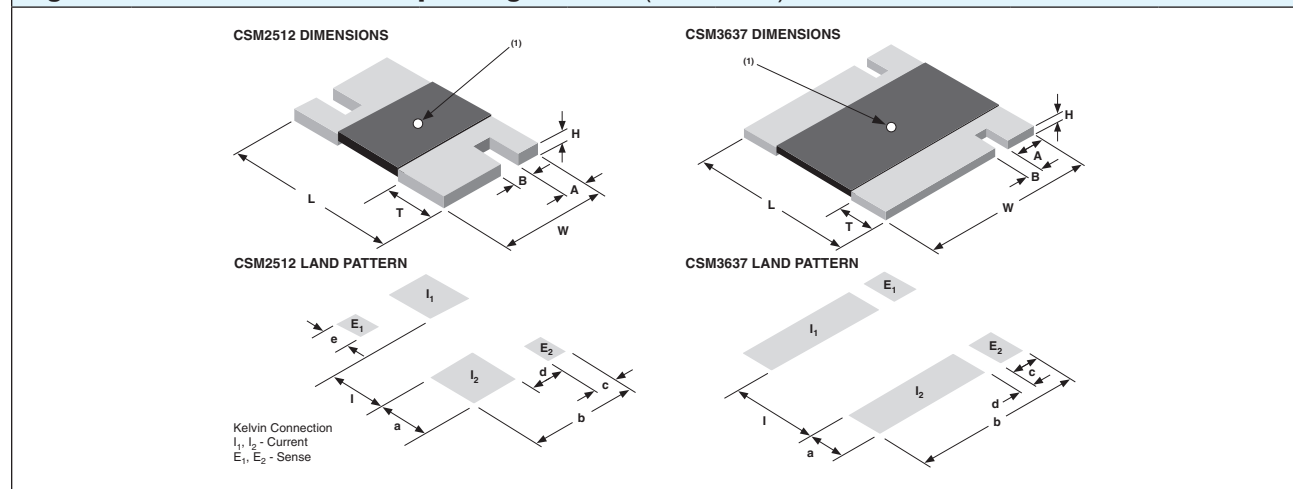 CSM2512 DIMENSIONS
(1)
H
B
A
T
L
W
CSM3637 DIMENSIONS
(1)
H
A
B
L
W
T
CSM2512 LAND PATTERN
I1
E1
e
E2
I2
d
c
I
a
b
Kelvin Connection
I1, I2 - Current
E1, E2 - Sense
CSM3637 LAND PATTERN
E1
I1
E2
c
I2
d
b
I
a